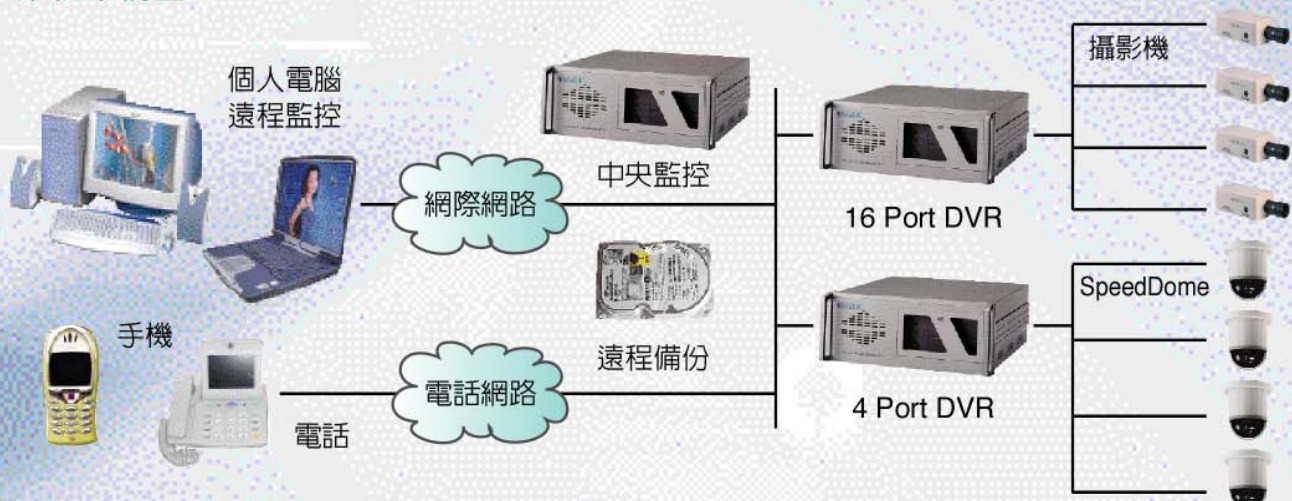 個人電腦
遠程監控
網際網路
中央監控
16 Port DVR
攝影機
手機
電話
電話網路
遠程備份
4 Port DVR
SpeedDome